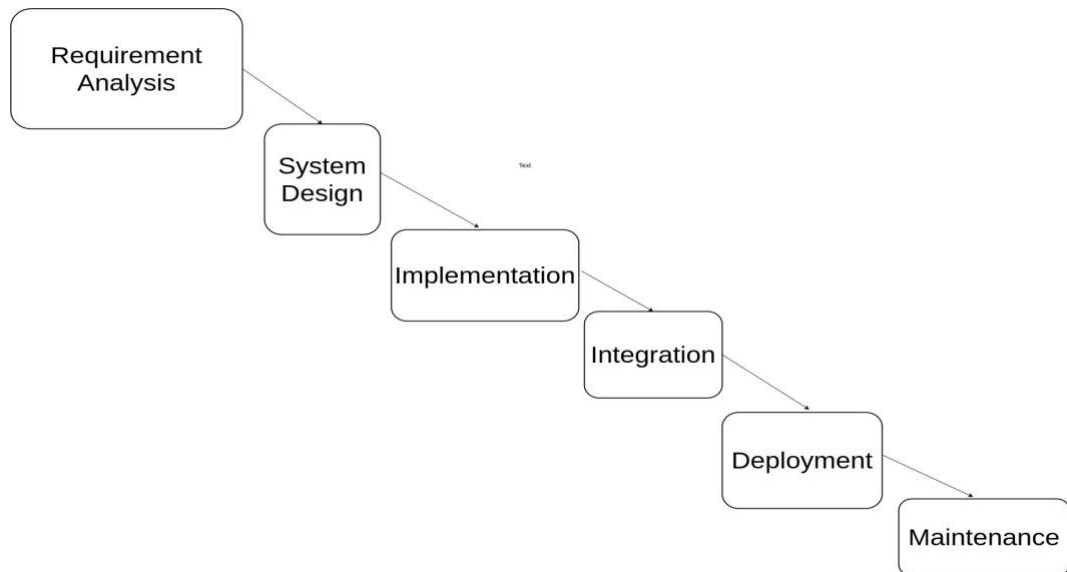 Requirement
Analysis
System
Design
Text
Implementation
Integration
Deployment
Maintenance